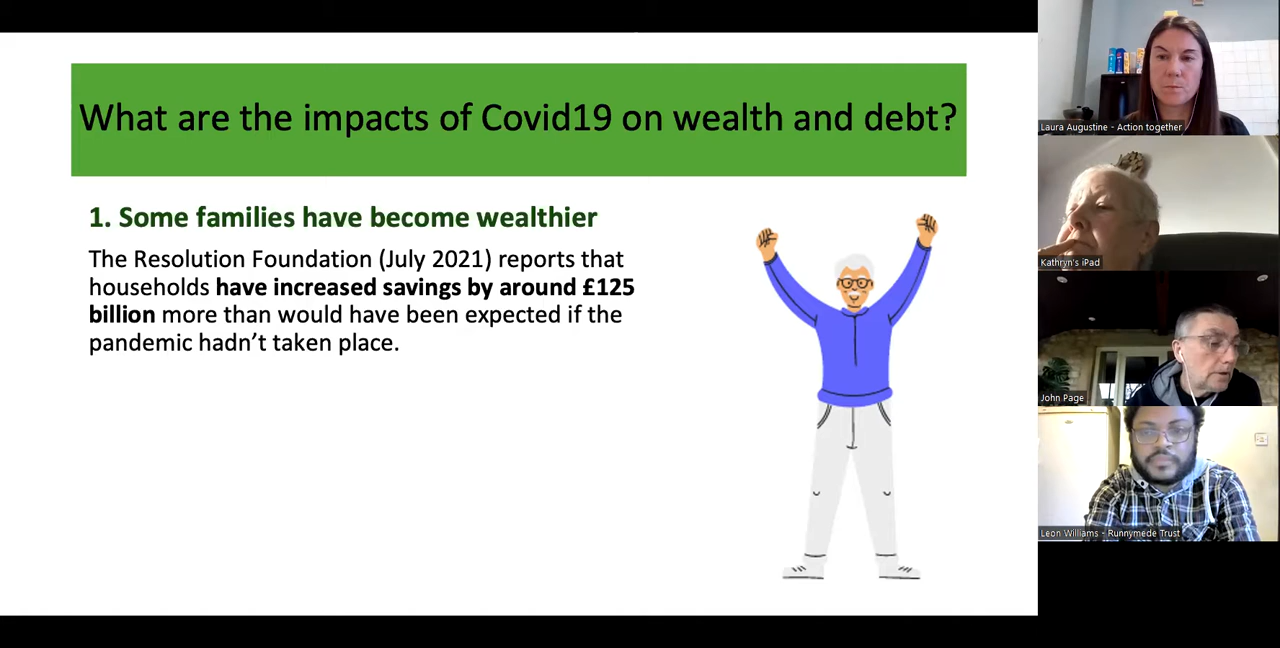 What are the impacts of Covid19 on wealth and debt?
1. Some families have become wealthier
The Resolution Foundation (July 2021) reports that
households have increased savings by around £125
billion more than would have been expected if the
pandemic hadn’t taken place.
Laura Augustine - Action together
Kathryn's iPad
John Page
Leon Williams - Runnymede Trust